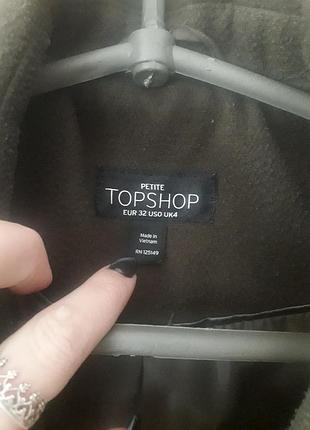 PETITE
TOPSHOP
EUR 32 US0 UK4
Made in
Vietnam
RN 125149